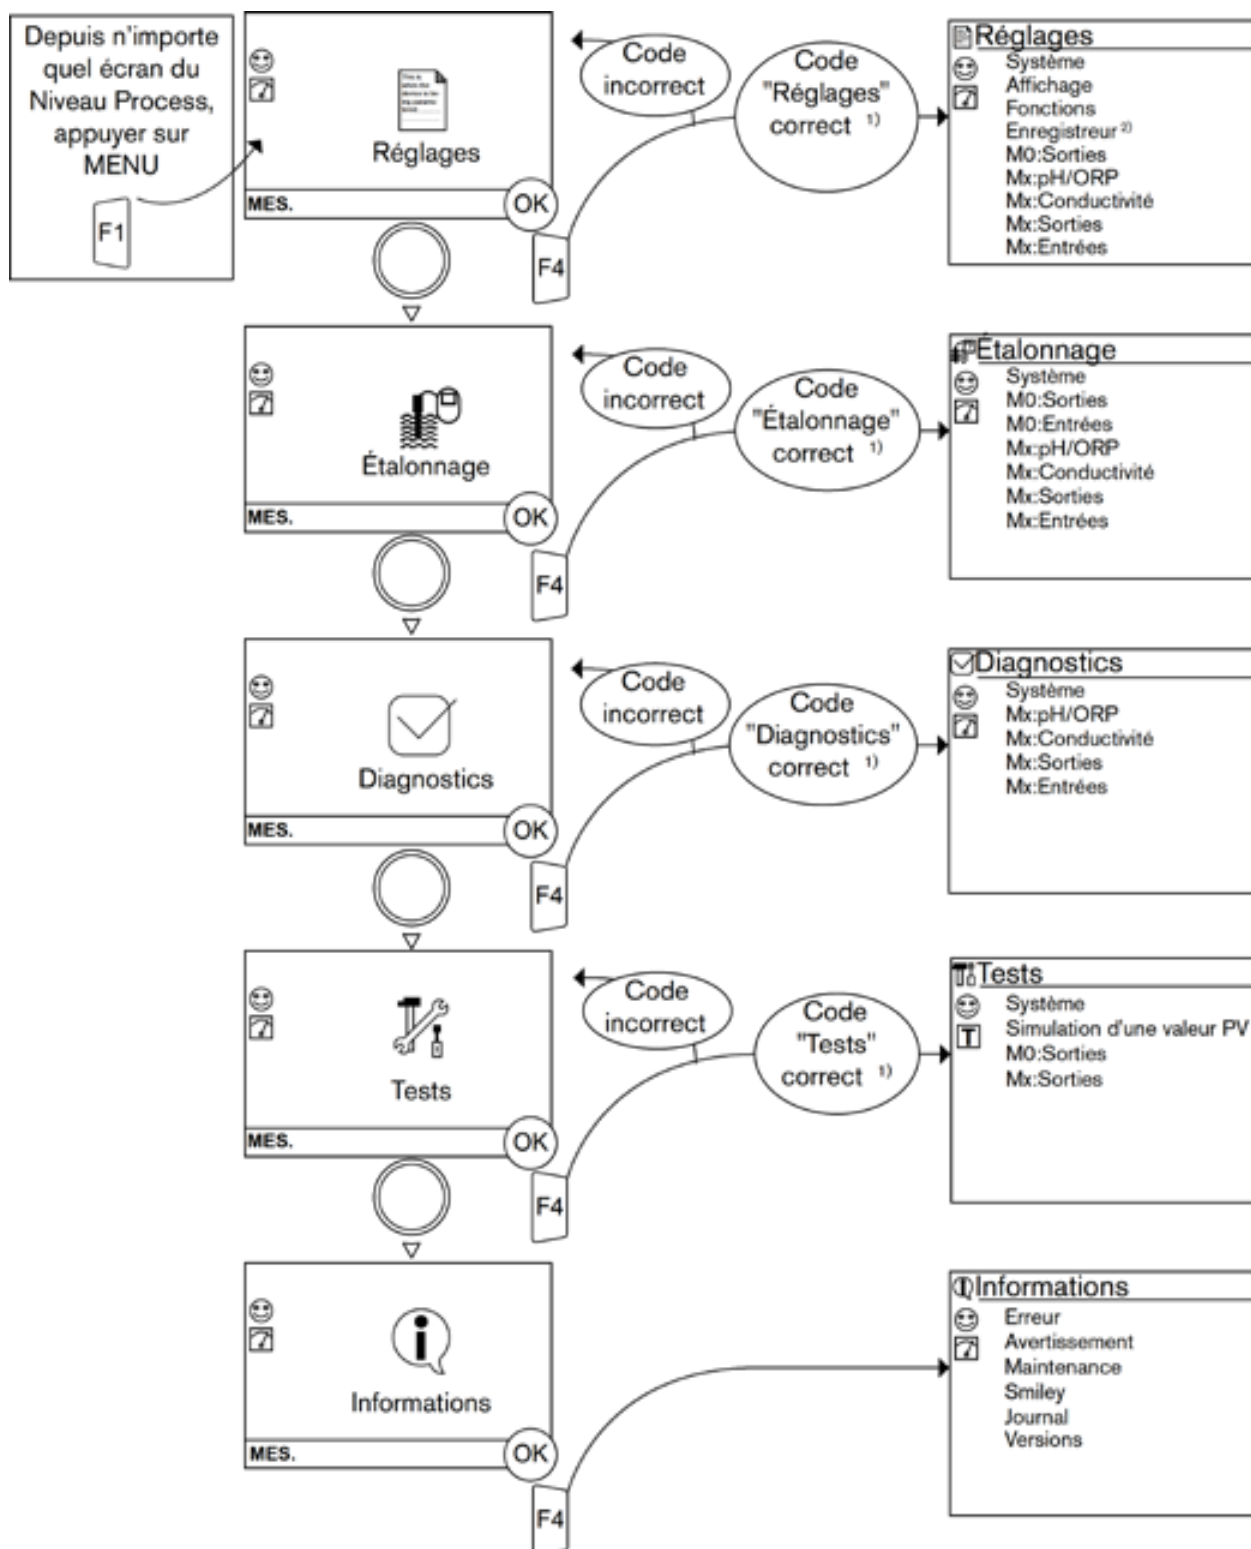 Depuis n'importe
quel écran du
Niveau Process,
appuyer sur
MENU
F1
Réglages
MES.
OK
F4
Code
incorrect
Code
"Réglages"
correct 1)
Réglages
Système
Affichage
Fonctions
Enregistreur 2)
M0:Sorties
Mx:pH/ORP
Mx:Conductivité
Mx:Sorties
Mx:Entrées
Étalonnage
MES.
OK
F4
Code
incorrect
Code
"Étalonnage"
correct 1)
Étalonnage
Système
M0:Sorties
M0:Entrées
Mx:pH/ORP
Mx:Conductivité
Mx:Sorties
Mx:Entrées
Diagnostics
MES.
OK
F4
Code
incorrect
Code
"Diagnostics"
correct 1)
Diagnostics
Système
Mx:pH/ORP
Mx:Conductivité
Mx:Sorties
Mx:Entrées
Tests
MES.
OK
F4
Code
incorrect
Code
"Tests"
correct 1)
Tests
T
Système
Simulation d'une valeur PV
M0:Sorties
Mx:Sorties
Informations
MES.
OK
F4
Informations
Erreur
Avertissement
Maintenance
Smiley
Journal
Versions